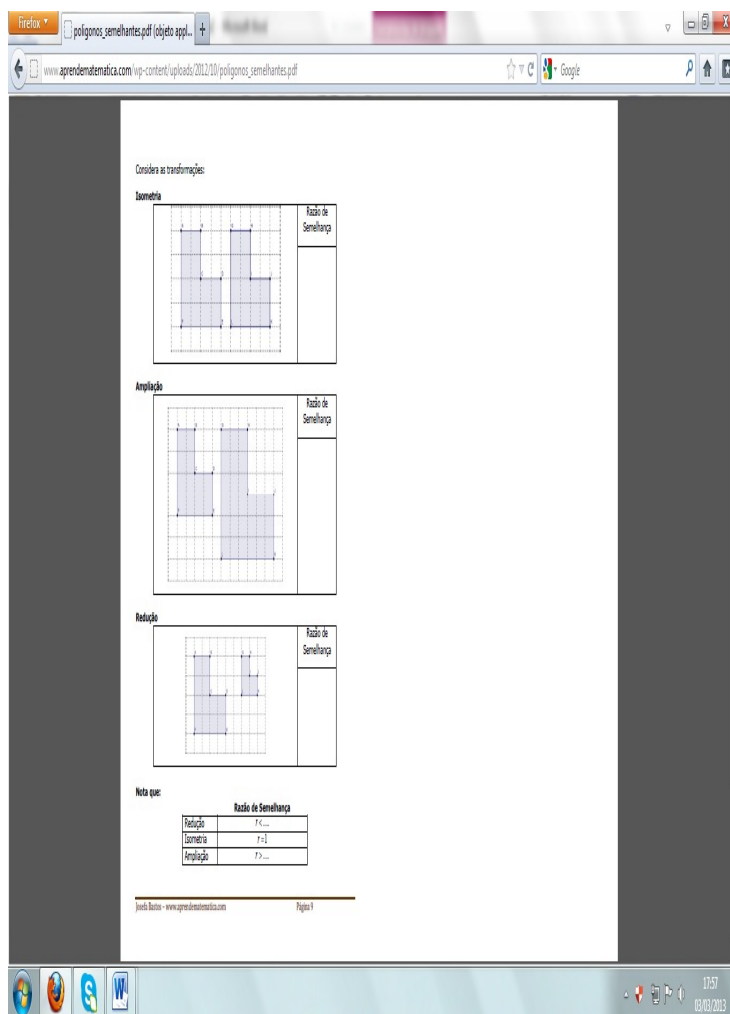 Firefox
poligonos_semelhantes.pdf (objeto appl...
www.aprendematematica.com/wp-content/uploads/2012/10/poligonos_semelhantes.pdf
Google
Considera as transformações:
Isometria
Razão de
Semelhança
Ampliação
Razão de
Semelhança
Redução
Razão de
Semelhança
Nota que:
Razão de Semelhança
Redução r < ....
Isometria r = 1
Ampliação r > ....
Josefa Bastos – www.aprendematematica.com Página 9
17:57
03/03/2013